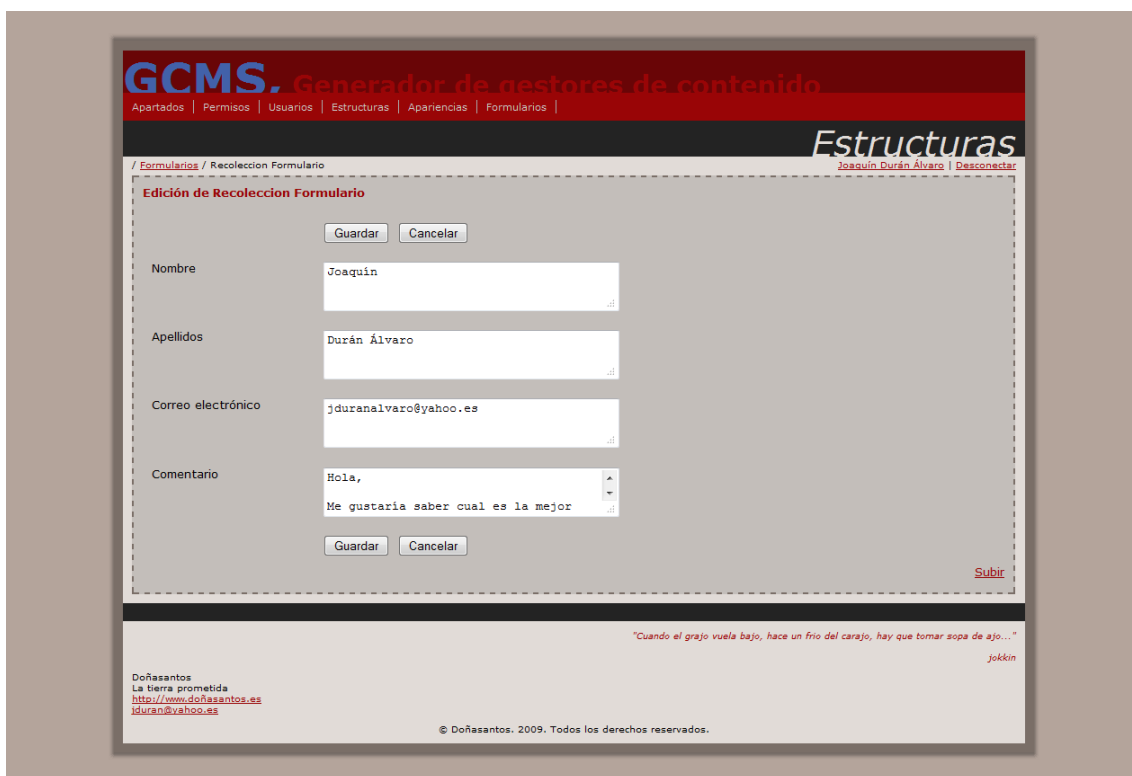 GCMS, Generador de gestores de contenido
Apartados | Permisos | Usuarios | Estructuras | Apariencias | Formularios |
Estructuras
/ Formularios / Recoleccion Formulario
Joaquín Durán Álvaro | Desconectar
Edición de Recoleccion Formulario
Guardar Cancelar
Nombre
Joaquín
Apellidos
Durán Álvaro
Correo electrónico
jduranalvaro@yahoo.es
Comentario
Hola,
Me gustaría saber cual es la mejor
Guardar Cancelar
Subir
"Cuando el grajo vuela bajo, hace un frio del carajo, hay que tomar sopa de ajo..."
jokkin
Doñasantos
La tierra prometida
http://www.doñasantos.es
jduran@yahoo.es
© Doñasantos. 2009. Todos los derechos reservados.